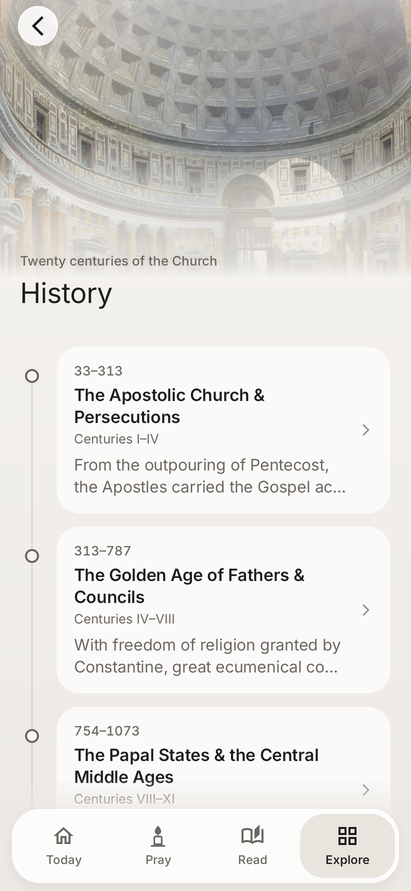 Twenty centuries of the Church
History
33–313
The Apostolic Church &
Persecutions
Centuries I–IV
From the outpouring of Pentecost,
the Apostles carried the Gospel ac...
313–787
The Golden Age of Fathers &
Councils
Centuries IV–VIII
With freedom of religion granted by
Constantine, great ecumenical co...
754–1073
The Papal States & the Central
Middle Ages
Centuries VIII–XI
Today
Pray
Read
Explore